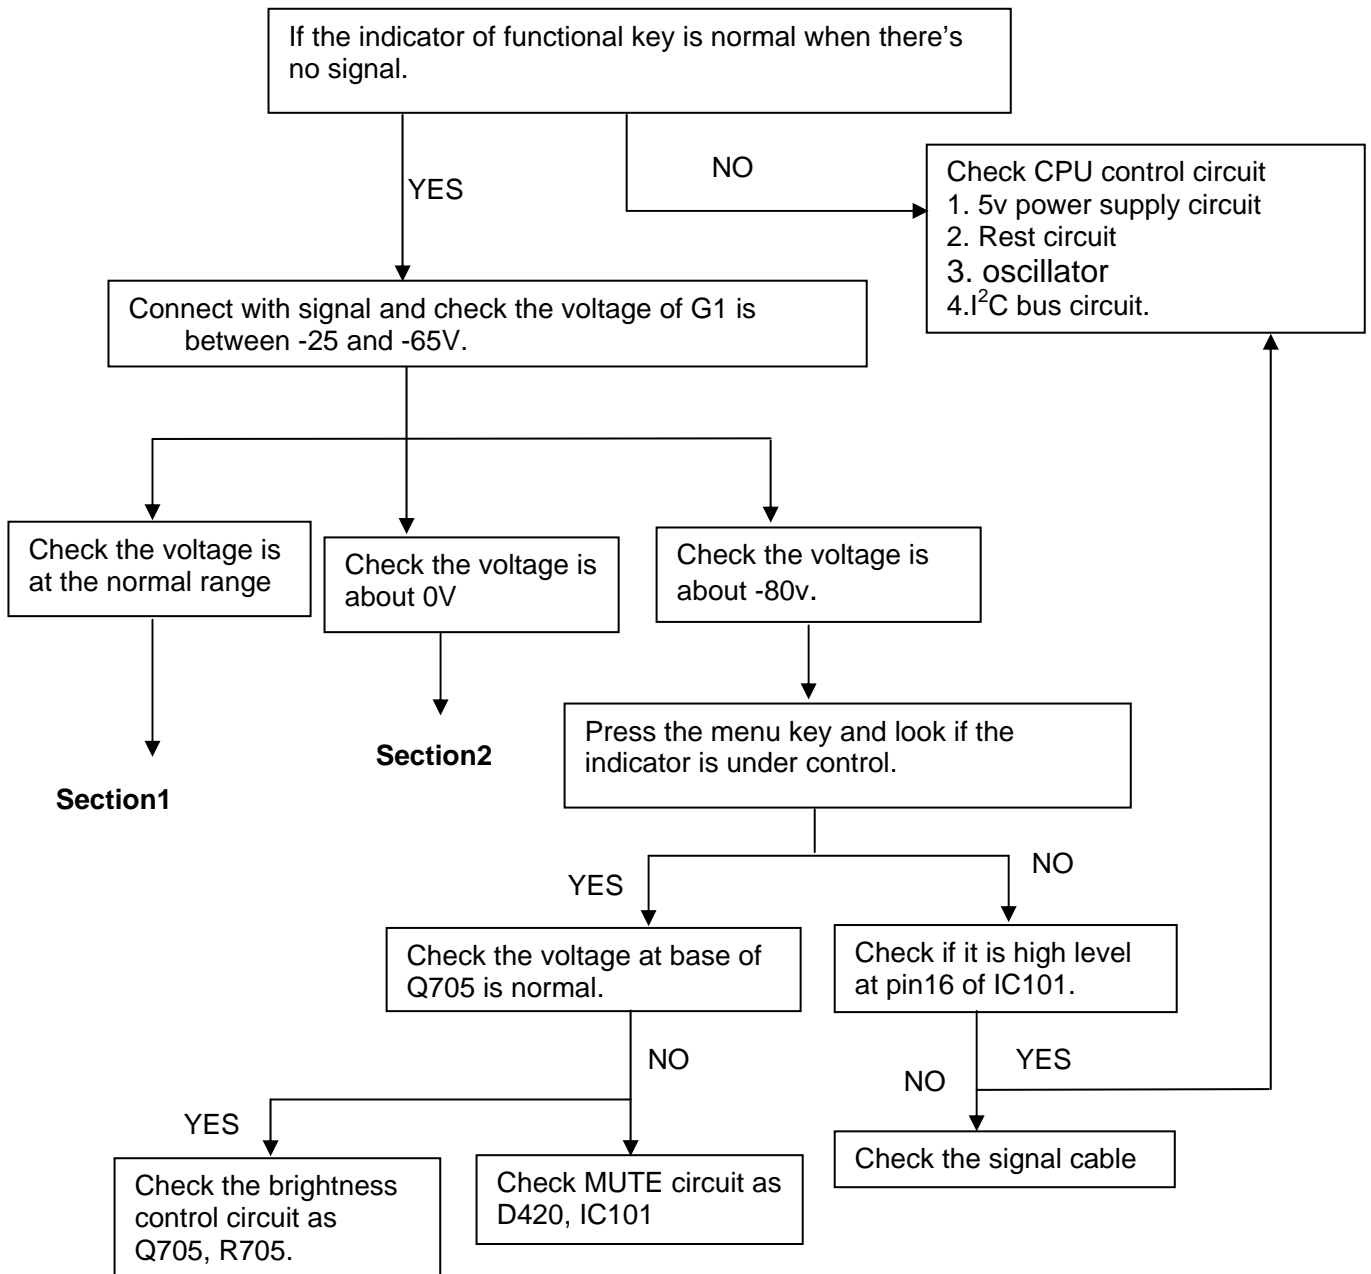 If the indicator of functional key is normal when there's
no signal.
YES
NO
Check CPU control circuit
1. 5v power supply circuit
2. Rest circuit
3. oscillator
4.I²C bus circuit.
Connect with signal and check the voltage of G1 is
between -25 and -65V.
Check the voltage is
at the normal range
Check the voltage is
about 0V
Check the voltage is
about -80v.
Section1
Section2
Press the menu key and look if the
indicator is under control.
YES
NO
Check the voltage at base of
Q705 is normal.
Check if it is high level
at pin16 of IC101.
NO
YES
NO
YES
Check the brightness
control circuit as
Q705, R705.
Check MUTE circuit as
D420, IC101
Check the signal cable